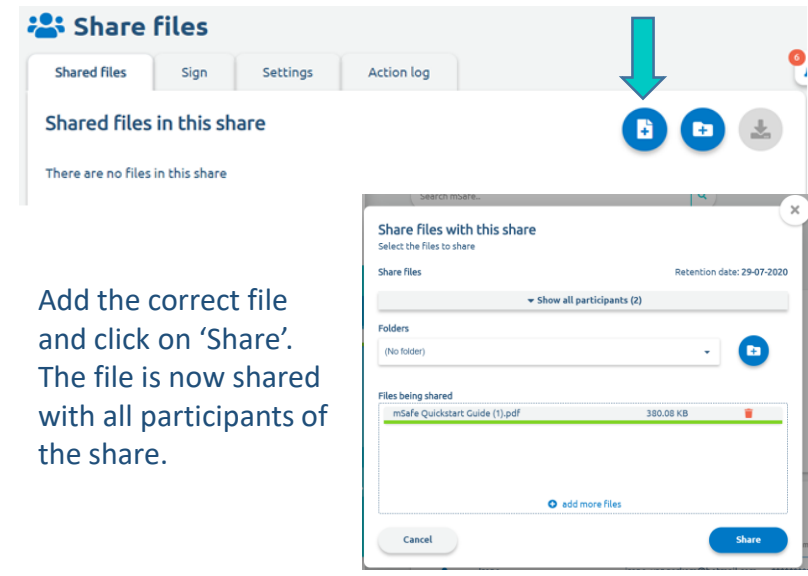 Share files
Shared files Sign Settings Action log
6
Shared files in this share
There are no files in this share
Search mSafe...
Share files with this share
Select the files to share
Share files Retention date: 29-07-2020
Show all participants (2)
Folders
(No folder)
Files being shared
mSafe Quickstart Guide (1).pdf 380.08 KB
add more files
Cancel Share
Add the correct file
and click on ‘Share’.
The file is now shared
with all participants of
the share.